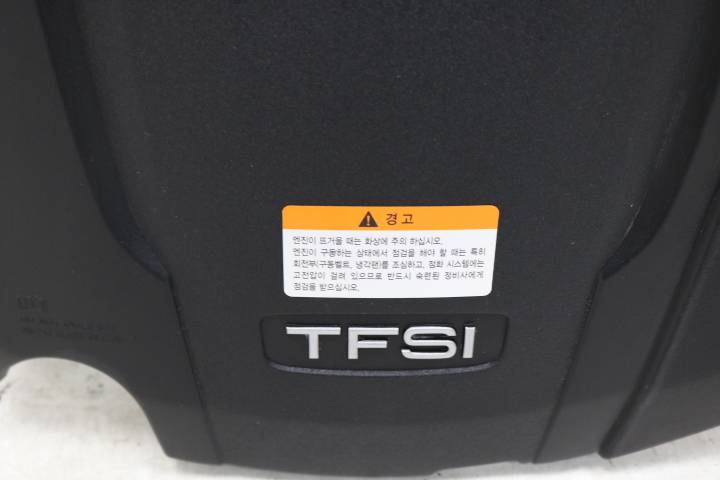 경고
엔진이 뜨거울 때는 화상에 주의 하십시오.
엔진이 구동하는 상태에서 점검을 해야 할 때는 특히
회전부(구동벨트, 냉각팬)를 조심하고, 점화 시스템에는
고전압이 걸려 있으므로 반드시 숙련된 정비사에게
점검을 받으십시오.
TFSI